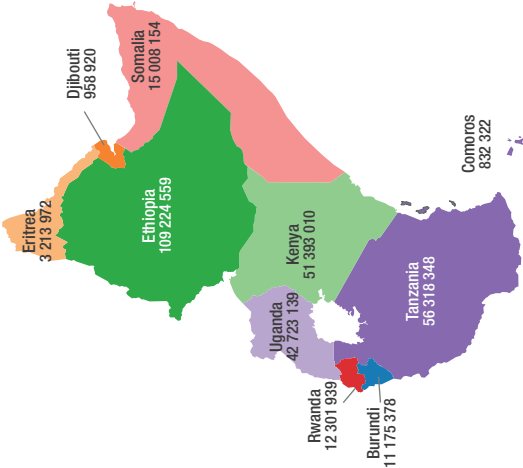 Eritrea
3 213 972
Djibouti
958 920
Somalia
15 008 154
Ethiopia
109 224 559
Kenya
51 393 010
Uganda
42 723 139
Comoros
832 322
Tanzania
56 318 348
Rwanda
12 301 939
Burundi
11 175 378